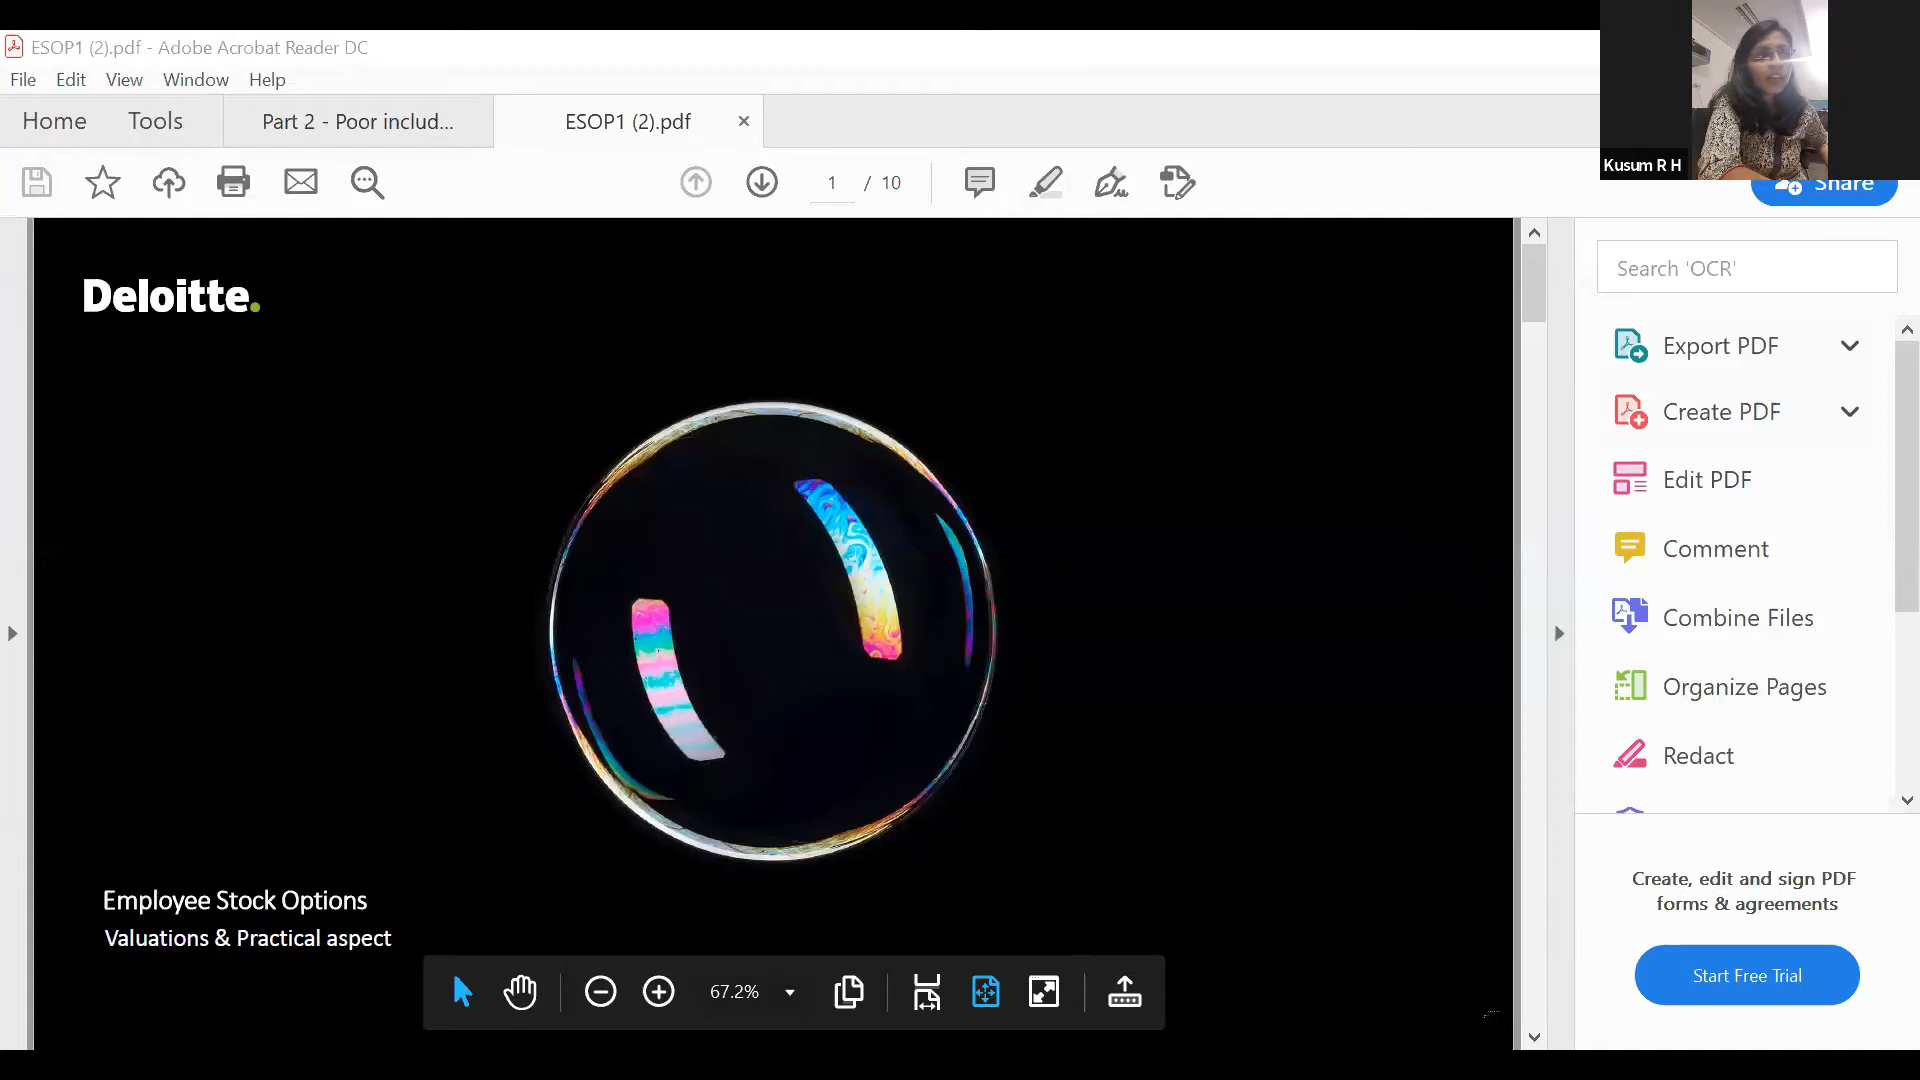 ESOP1 (2).pdf - Adobe Acrobat Reader DC
File Edit View Window Help
Home Tools Part 2 - Poor includ... ESOP1 (2).pdf ×
1 / 10
Kusum R H
Share
Deloitte.
Search 'OCR'
Export PDF
Create PDF
Edit PDF
Comment
Combine Files
Organize Pages
Redact
Employee Stock Options
Valuations & Practical aspect
67.2%
Create, edit and sign PDF
forms & agreements
Start Free Trial